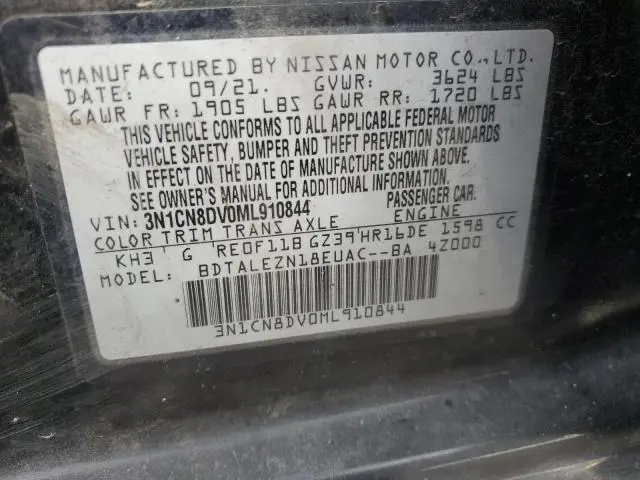 MANUFACTURED BY NISSAN MOTOR CO., LTD.
DATE: 09/21. GVWR: 3624 LBS
GAWR FR: 1905 LBS GAWR RR: 1720 LBS
THIS VEHICLE CONFORMS TO ALL APPLICABLE FEDERAL MOTOR
VEHICLE SAFETY, BUMPER AND THEFT PREVENTION STANDARDS
IN EFFECT ON THE DATE OF MANUFACTURE SHOWN ABOVE.
SEE OWNER'S MANUAL FOR ADDITIONAL INFORMATION.
VIN: 3N1CN8DV0ML910844 PASSENGER CAR.
COLOR TRIM TRANS AXLE ENGINE
KH3 G RE0F11B GZ39 HR16DE 1598 CC
MODEL: BDTALEZN18EUAC--BA 4Z000
3N1CN8DV0ML910844